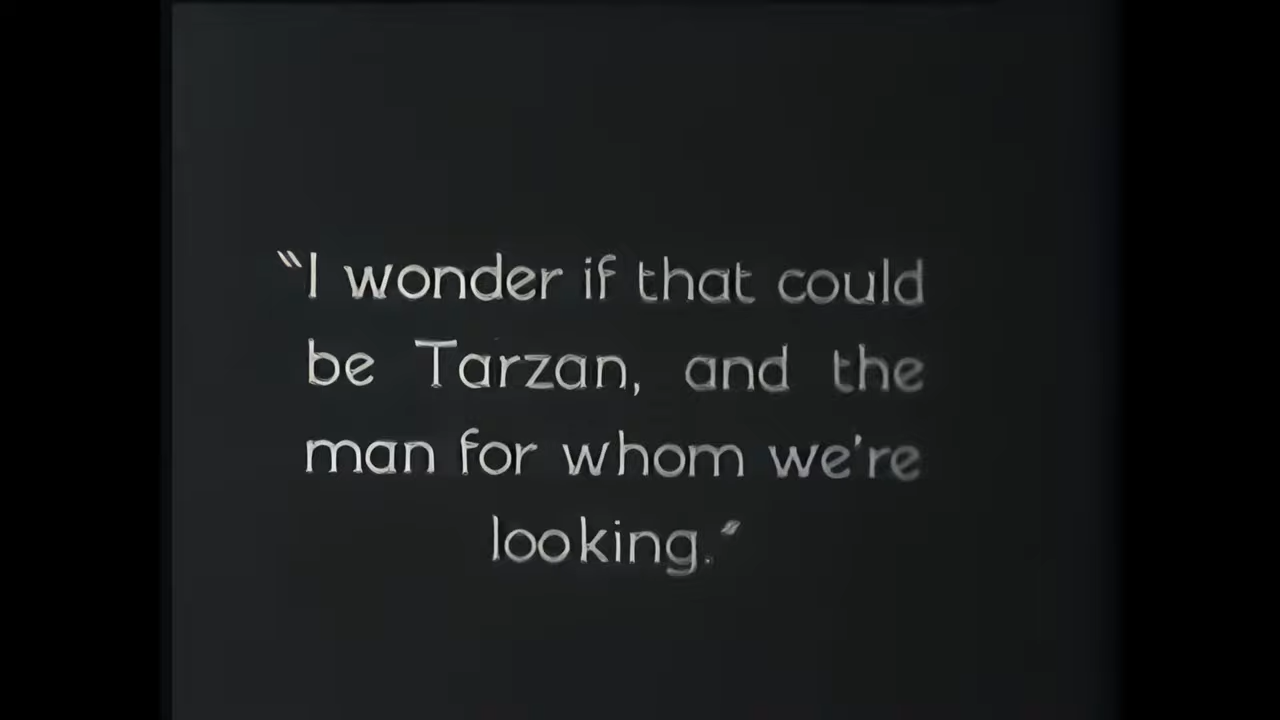 "I wonder if that could
be Tarzan, and the
man for whom we're
looking."